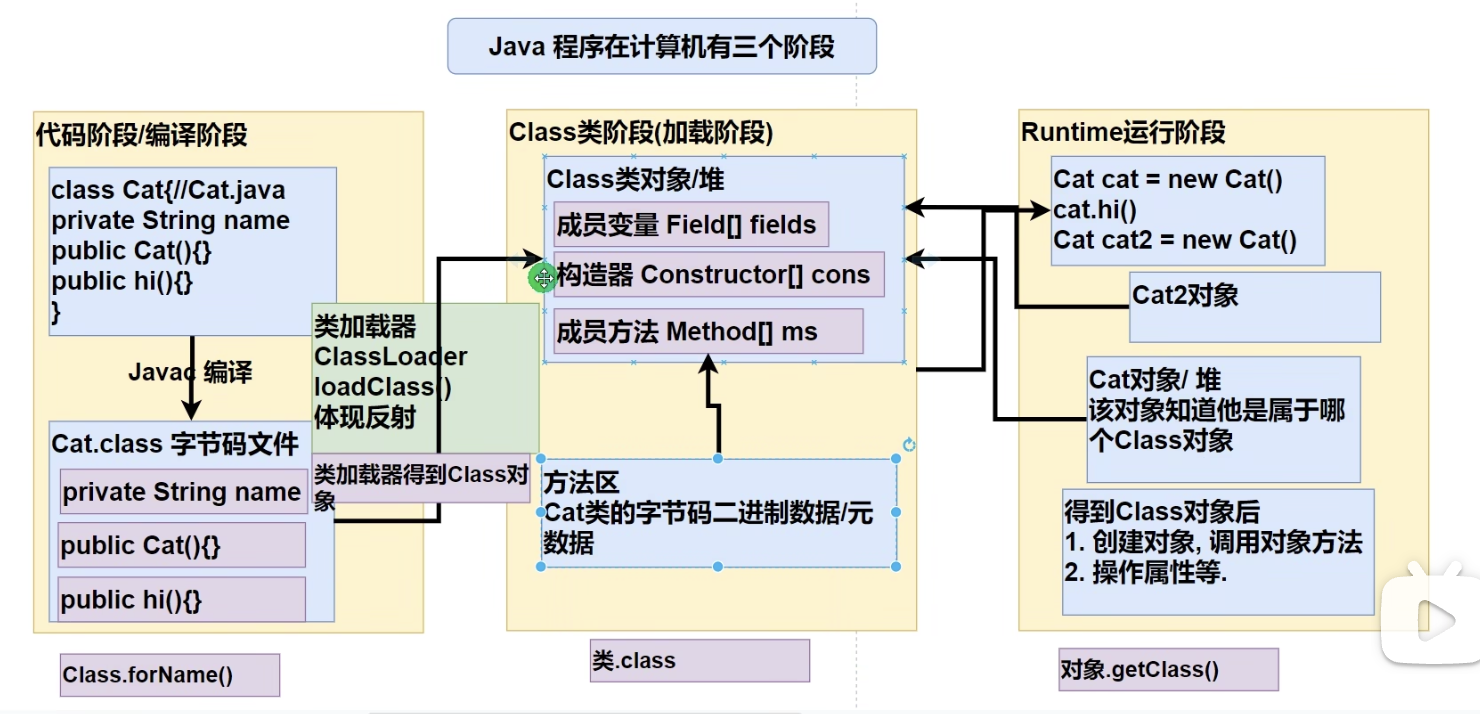 Java 程序在计算机有三个阶段
代码阶段/编译阶段
class Cat{//Cat.java
private String name
public Cat(){}
public hi(){}
}
Javac 编译
Cat.class 字节码文件
private String name
public Cat(){}
public hi(){}
Class.forName()
类加载器
ClassLoader
loadClass()
体现反射
类加载器得到Class对
象
Class类阶段(加载阶段)
Class类对象/堆
成员变量 Field[] fields
构造器 Constructor[] cons
成员方法 Method[] ms
方法区
Cat类的字节码二进制数据/元
数据
类.class
Runtime运行阶段
Cat cat = new Cat()
cat.hi()
Cat cat2 = new Cat()
Cat2对象
Cat对象/ 堆
该对象知道他是属于哪
个Class对象
得到Class对象后
1. 创建对象, 调用对象方法
2. 操作属性等.
对象.getClass()